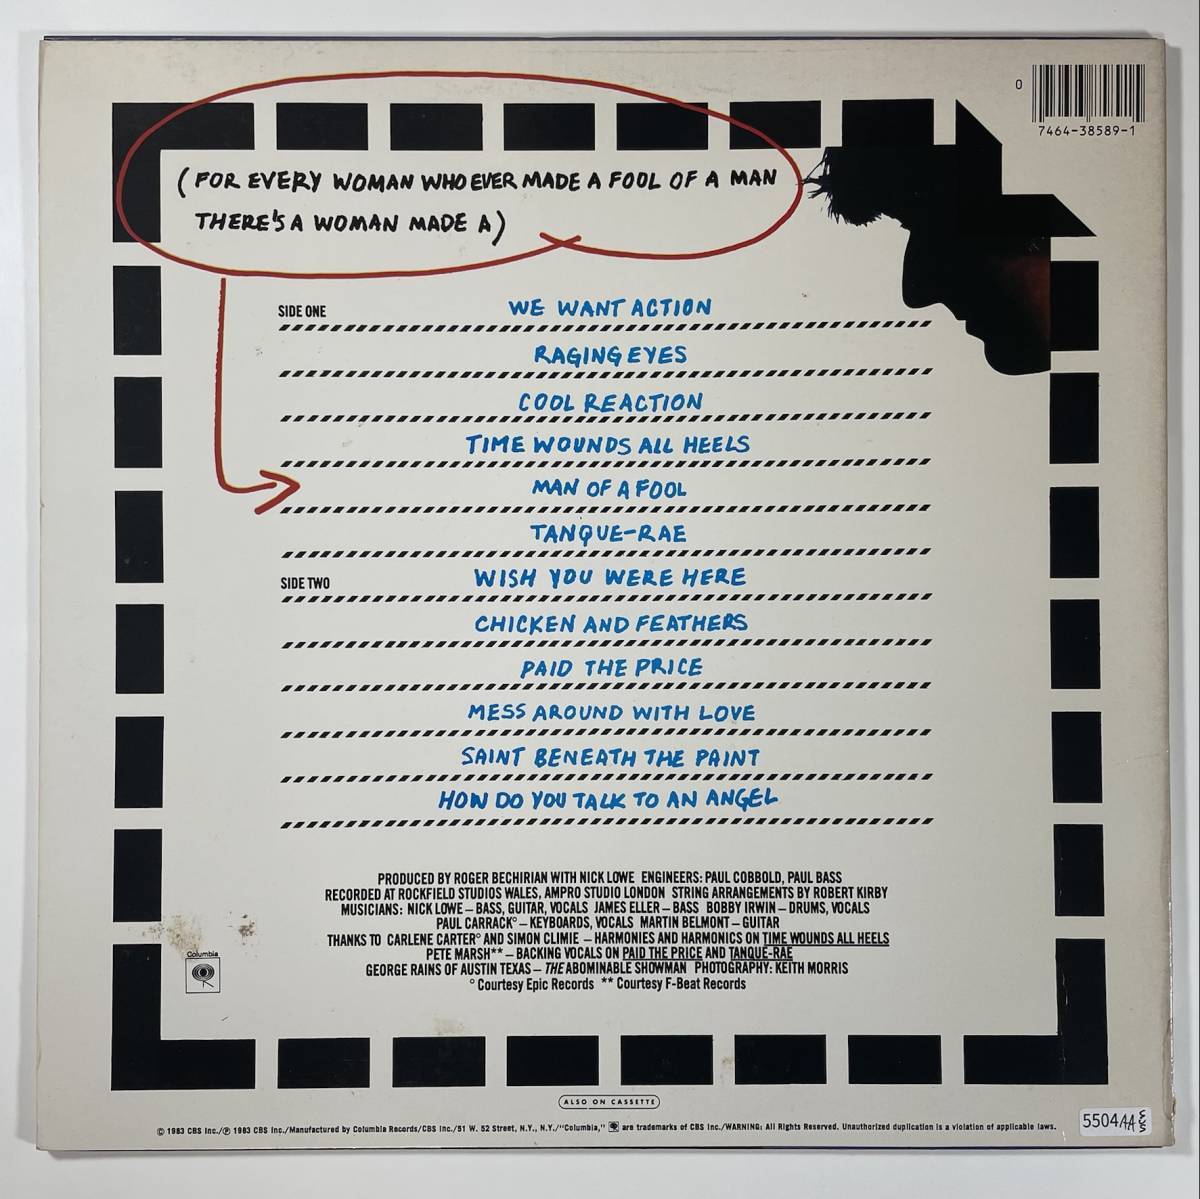 0
7464-38589-1
(FOR EVERY WOMAN WHO EVER MADE A FOOL OF A MAN
THERE'S A WOMAN MADE A)
SIDE ONE
WE WANT ACTION
RAGING EYES
COOL REACTION
TIME WOUNDS ALL HEELS
MAN OF A FOOL
TANQUE-RAE
SIDE TWO
WISH YOU WERE HERE
CHICKEN AND FEATHERS
PAID THE PRICE
MESS AROUND WITH LOVE
SAINT BENEATH THE PAINT
HOW DO YOU TALK TO AN ANGEL
PRODUCED BY ROGER BECHIRIAN WITH NICK LOWE ENGINEERS: PAUL COBBOLD, PAUL BASS
RECORDED AT ROCKFIELD STUDIOS WALES, AMPRO STUDIO LONDON STRING ARRANGEMENTS BY ROBERT KIRBY
MUSICIANS: NICK LOWE – BASS, GUITAR, VOCALS JAMES ELLER – BASS BOBBY IRWIN – DRUMS, VOCALS
PAUL CARRACK° – KEYBOARDS, VOCALS MARTIN BELMONT – GUITAR
THANKS TO CARLENE CARTER° AND SIMON CLIMIE – HARMONIES AND HARMONICS ON TIME WOUNDS ALL HEELS
PETE MARSH** – BACKING VOCALS ON PAID THE PRICE AND TANQUE-RAE
GEORGE RAINS OF AUSTIN TEXAS – THE ABOMINABLE SHOWMAN PHOTOGRAPHY: KEITH MORRIS
° Courtesy Epic Records ** Courtesy F-Beat Records
Columbia
ALSO ON CASSETTE
© 1983 CBS Inc./℗ 1983 CBS Inc./Manufactured by Columbia Records/CBS Inc./51 W. 52 Street, N.Y., N.Y./"Columbia," are trademarks of CBS Inc./WARNING: All Rights Reserved. Unauthorized duplication is a violation of applicable laws.
5504AA